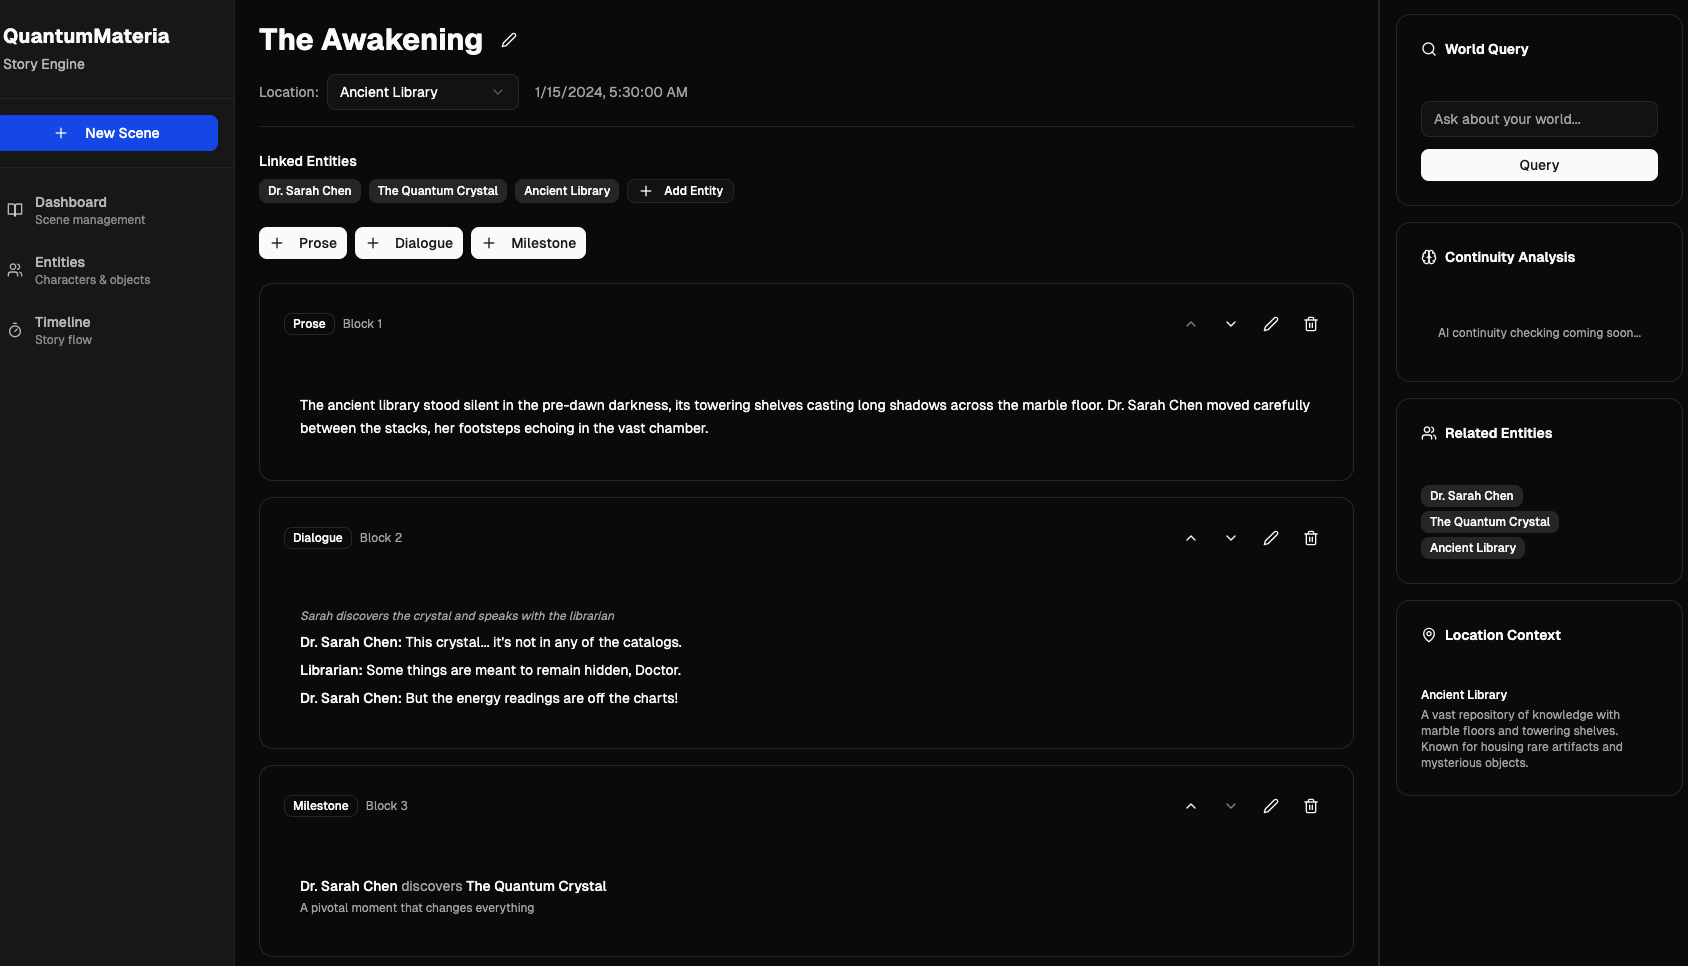 QuantumMateria
Story Engine
New Scene
Dashboard
Scene management
Entities
Characters & objects
Timeline
Story flow
The Awakening
Location:
Ancient Library
1/15/2024, 5:30:00 AM
Linked Entities
Dr. Sarah Chen
The Quantum Crystal
Ancient Library
Add Entity
Prose
Dialogue
Milestone
Prose
Block 1
The ancient library stood silent in the pre-dawn darkness, its towering shelves casting long shadows across the marble floor. Dr. Sarah Chen moved carefully
between the stacks, her footsteps echoing in the vast chamber.
Dialogue
Block 2
Sarah discovers the crystal and speaks with the librarian
Dr. Sarah Chen: This crystal... it's not in any of the catalogs.
Librarian: Some things are meant to remain hidden, Doctor.
Dr. Sarah Chen: But the energy readings are off the charts!
Milestone
Block 3
Dr. Sarah Chen discovers The Quantum Crystal
A pivotal moment that changes everything
World Query
Ask about your world...
Query
Continuity Analysis
AI continuity checking coming soon...
Related Entities
Dr. Sarah Chen
The Quantum Crystal
Ancient Library
Location Context
Ancient Library
A vast repository of knowledge with
marble floors and towering shelves.
Known for housing rare artifacts and
mysterious objects.